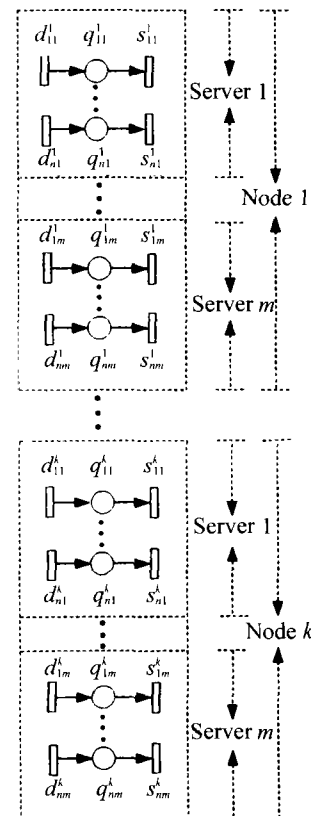 d¹₁₁ q¹₁₁ s¹₁₁
Server 1
d¹ₙ₁ q¹ₙ₁ s¹ₙ₁
Node 1
d¹₁ₘ q¹₁ₘ s¹₁ₘ
Server m
d¹ₙₘ q¹ₙₘ s¹ₙₘ
dᵏ₁₁ qᵏ₁₁ sᵏ₁₁
Server 1
dᵏₙ₁ qᵏₙ₁ sᵏₙ₁
Node k
dᵏ₁ₘ qᵏ₁ₘ sᵏ₁ₘ
Server m
dᵏₙₘ qᵏₙₘ sᵏₙₘ